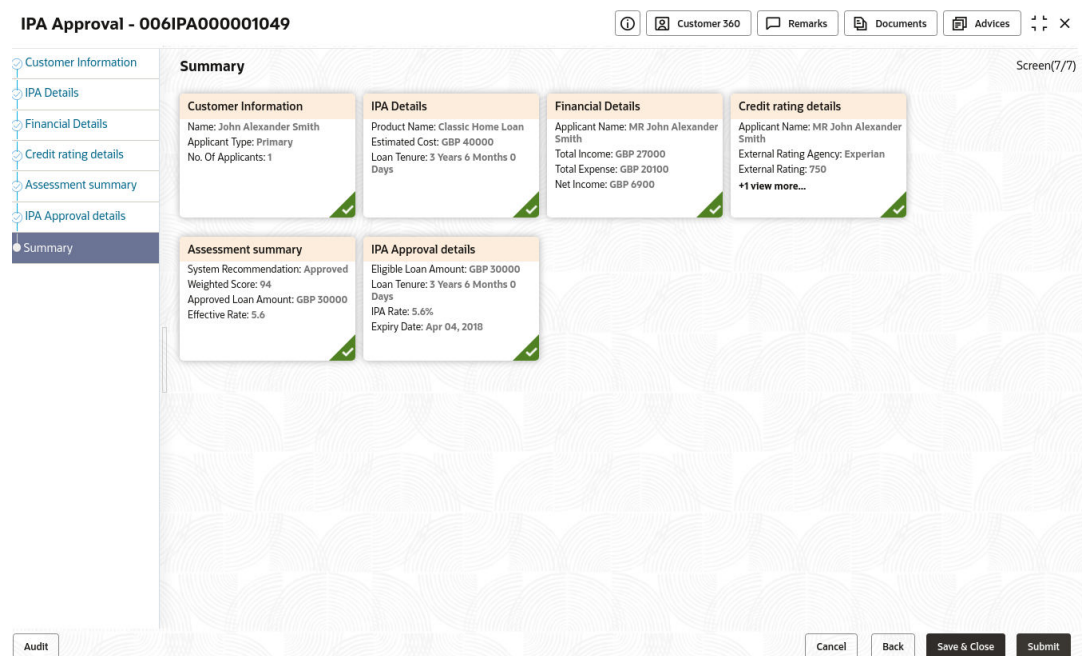 IPA Approval - 006IPA000001049
Customer 360
Remarks
Documents
Advices
Customer Information
IPA Details
Financial Details
Credit rating details
Assessment summary
IPA Approval details
Summary
Summary
Screen(7/7)
Customer Information
Name: John Alexander Smith
Applicant Type: Primary
No. Of Applicants: 1
IPA Details
Product Name: Classic Home Loan
Estimated Cost: GBP 40000
Loan Tenure: 3 Years 6 Months 0
Days
Financial Details
Applicant Name: MR John Alexander
Smith
Total Income: GBP 27000
Total Expense: GBP 20100
Net Income: GBP 6900
Credit rating details
Applicant Name: MR John Alexander
Smith
External Rating Agency: Experian
External Rating: 750
+1 view more...
Assessment summary
System Recommendation: Approved
Weighted Score: 94
Approved Loan Amount: GBP 30000
Effective Rate: 5.6
IPA Approval details
Eligible Loan Amount: GBP 30000
Loan Tenure: 3 Years 6 Months 0
Days
IPA Rate: 5.6%
Expiry Date: Apr 04, 2018
Audit
Cancel
Back
Save & Close
Submit